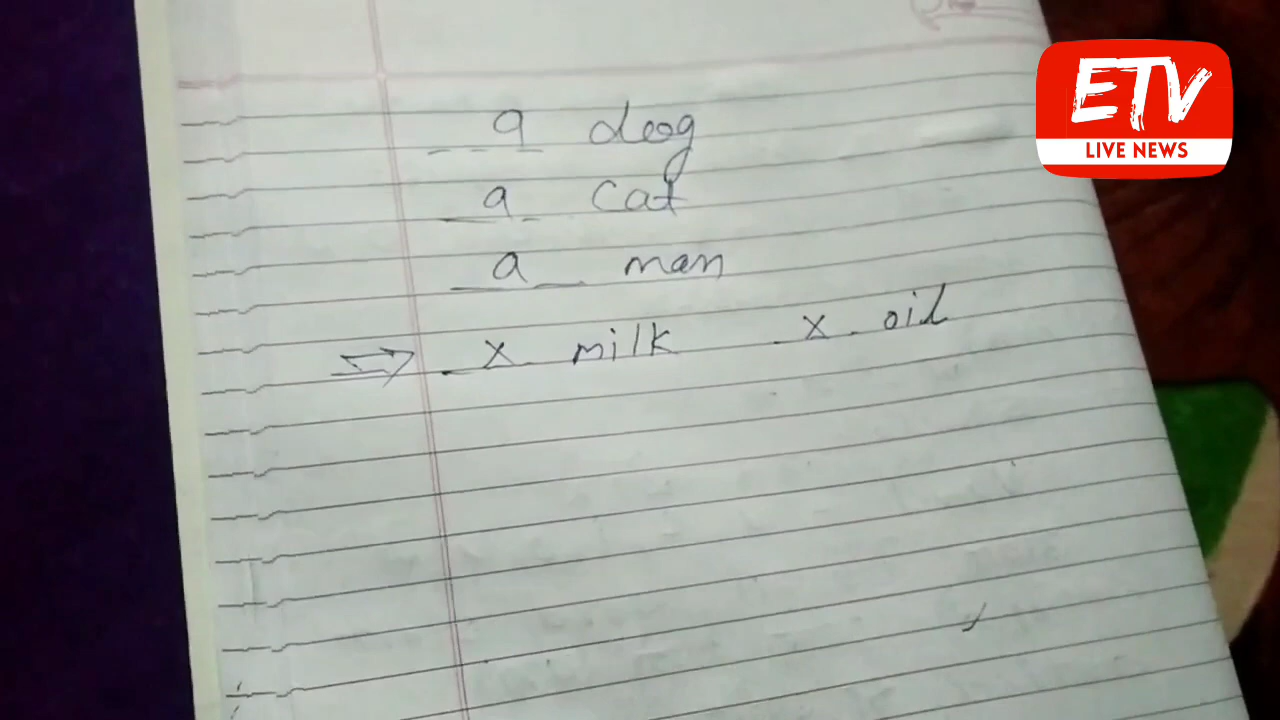 a dog
a cat
a man
⇒ x milk x oil
ETV
LIVE NEWS